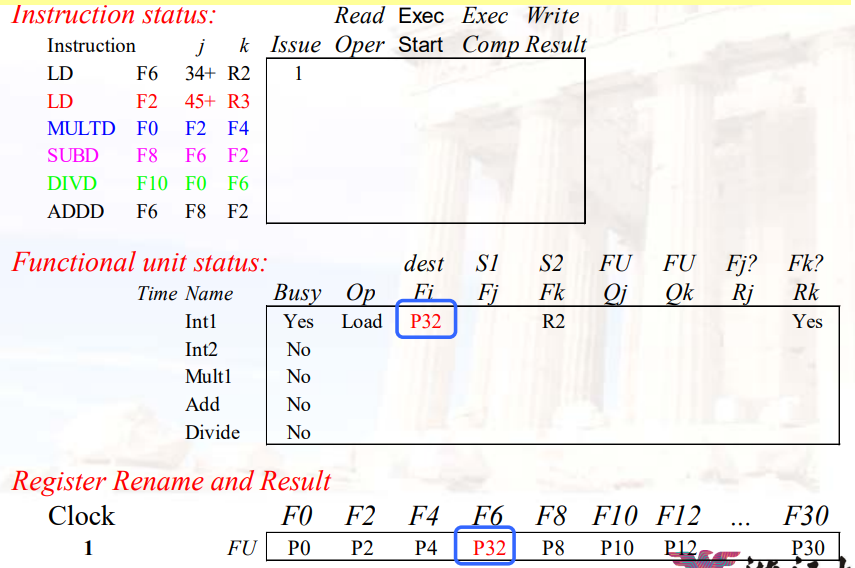 Instruction status: Read Exec Exec Write
Instruction j k Issue Oper Start Comp Result
LD F6 34+ R2 1
LD F2 45+ R3
MULTD F0 F2 F4
SUBD F8 F6 F2
DIVD F10 F0 F6
ADDD F6 F8 F2
Functional unit status: dest S1 S2 FU FU Fj? Fk?
Time Name Busy Op Fi Fj Fk Qj Qk Rj Rk
Int1 Yes Load P32 R2 Yes
Int2 No
Mult1 No
Add No
Divide No
Register Rename and Result
Clock F0 F2 F4 F6 F8 F10 F12 ... F30
1 FU P0 P2 P4 P32 P8 P10 P12 P30